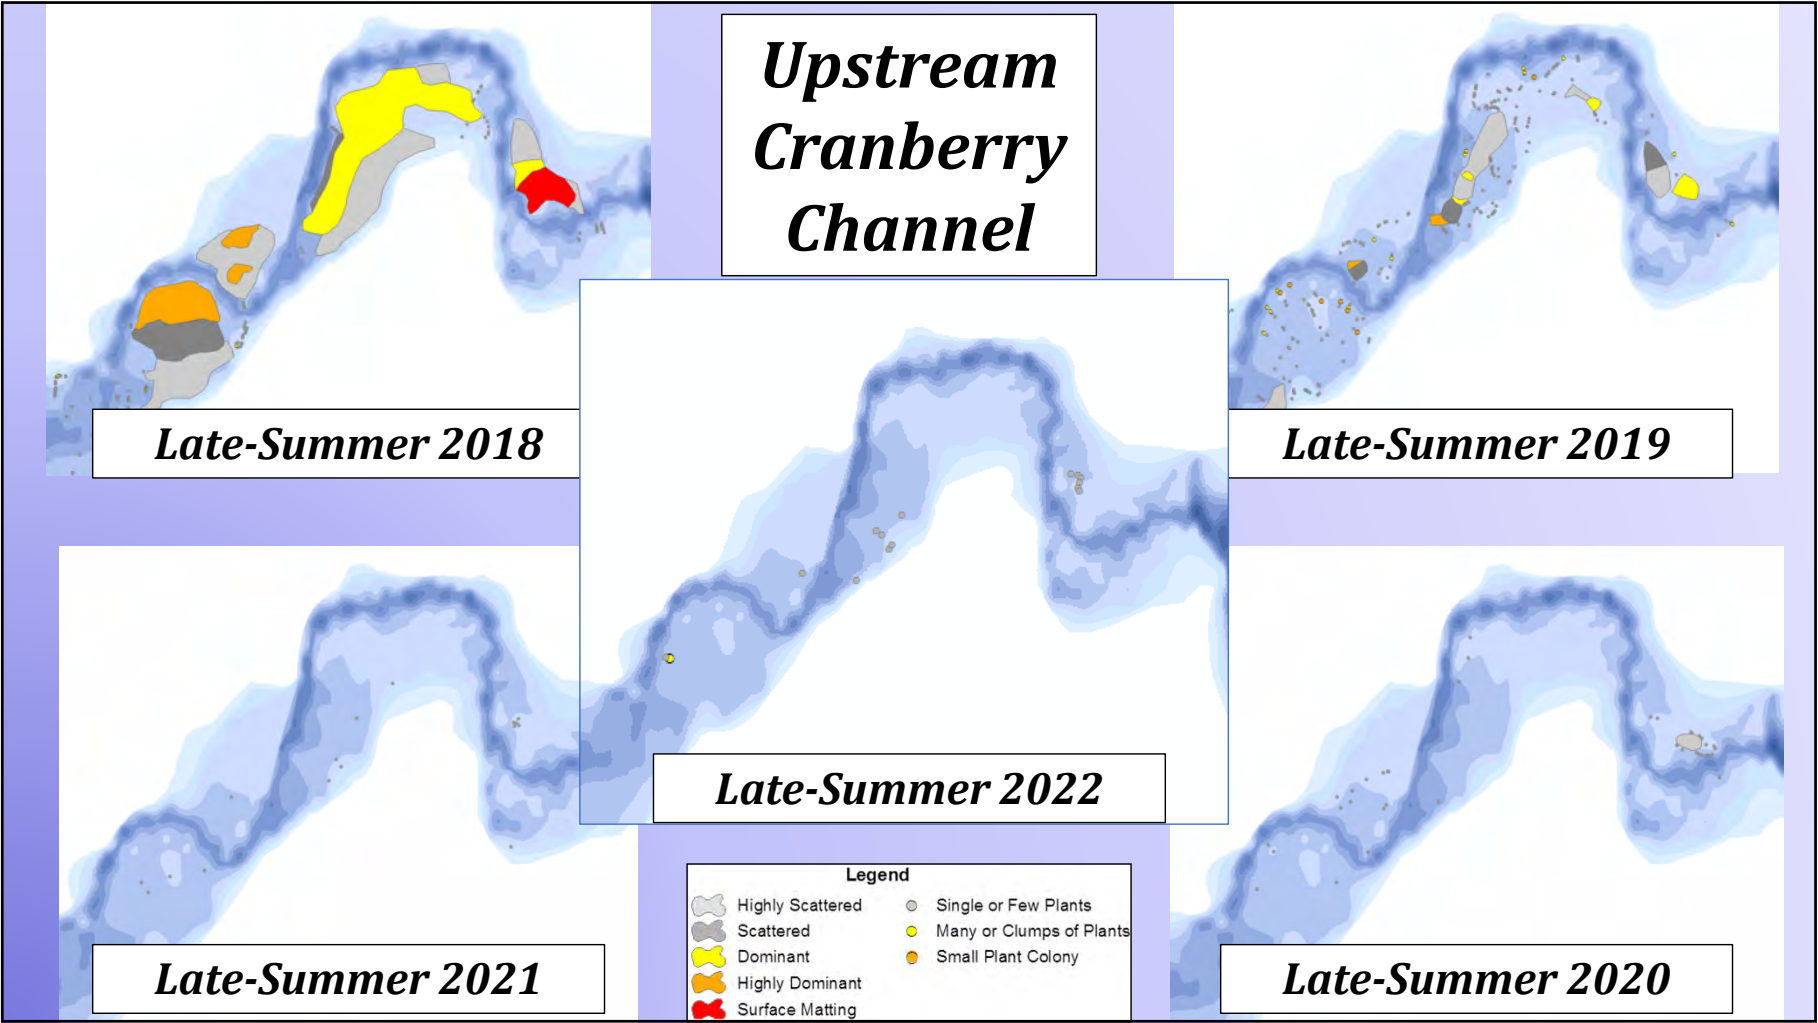 Upstream
Cranberry
Channel
Late-Summer 2018
Late-Summer 2019
Late-Summer 2022
Late-Summer 2021
Late-Summer 2020
Legend
Highly Scattered
Scattered
Dominant
Highly Dominant
Surface Matting
Single or Few Plants
Many or Clumps of Plants
Small Plant Colony